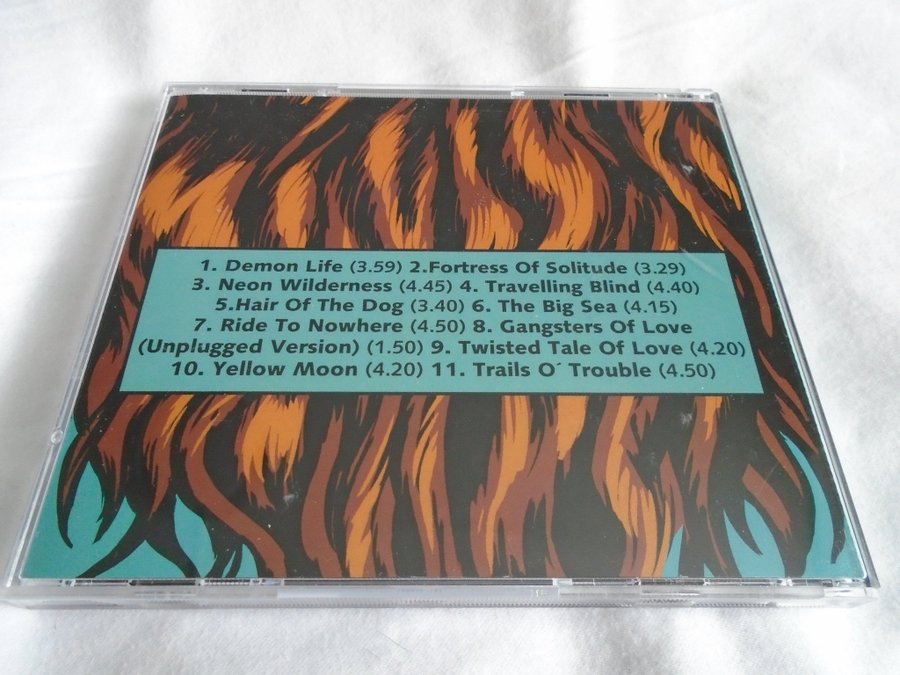 1. Demon Life (3.59) 2.Fortress Of Solitude (3.29)
3. Neon Wilderness (4.45) 4. Travelling Blind (4.40)
5.Hair Of The Dog (3.40) 6. The Big Sea (4.15)
7. Ride To Nowhere (4.50) 8. Gangsters Of Love
(Unplugged Version) (1.50) 9. Twisted Tale Of Love (4.20)
10. Yellow Moon (4.20) 11. Trails O´ Trouble (4.50)